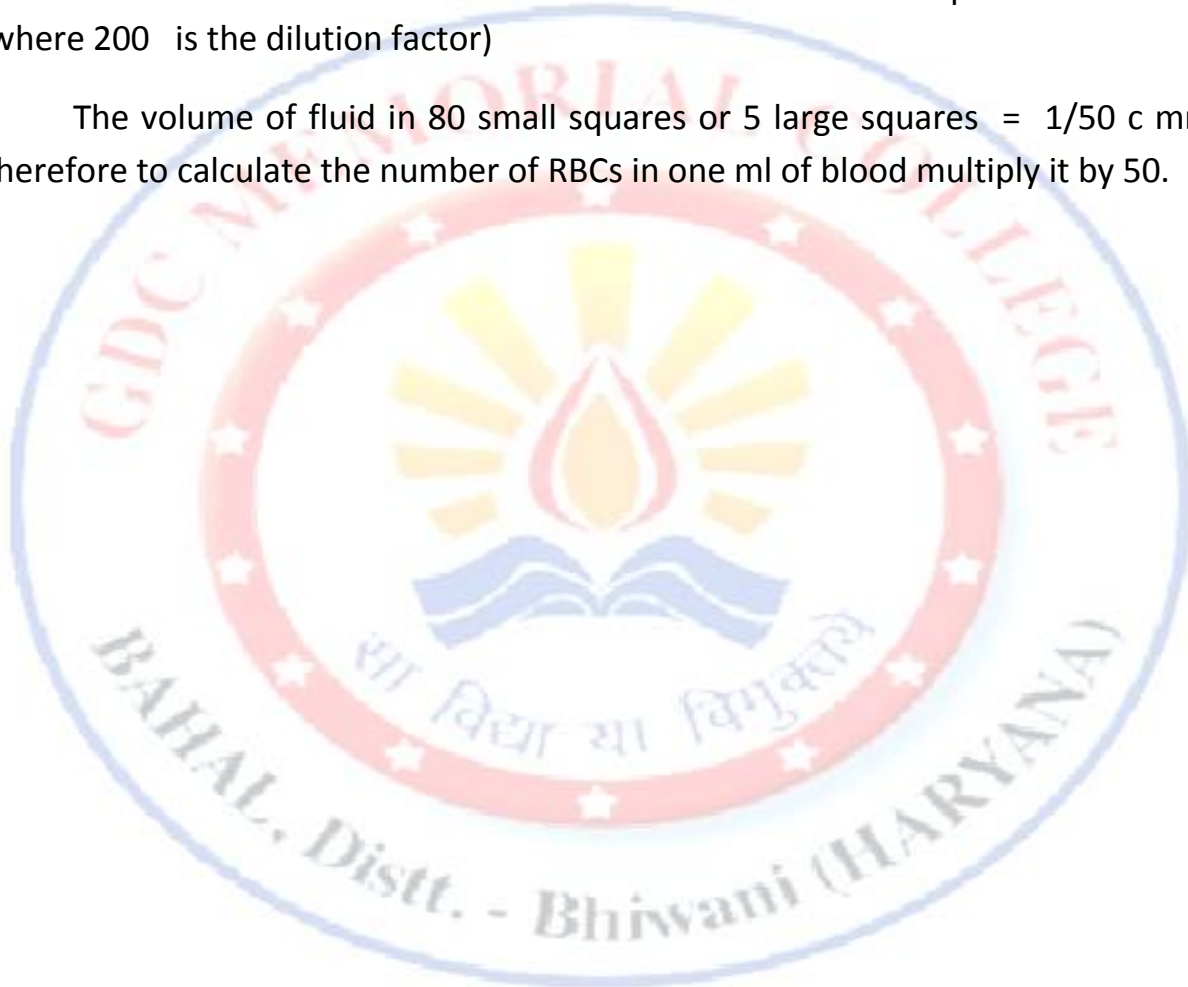 where 200 is the dilution factor)
The volume of fluid in 80 small squares or 5 large squares = 1/50 c mm
herefore to calculate the number of RBCs in one ml of blood multiply it by 50.
GDC MEMORIAL COLLEGE
सा विद्या या विमुक्तये
BAHAL, Distt. - Bhiwani (HARYANA)